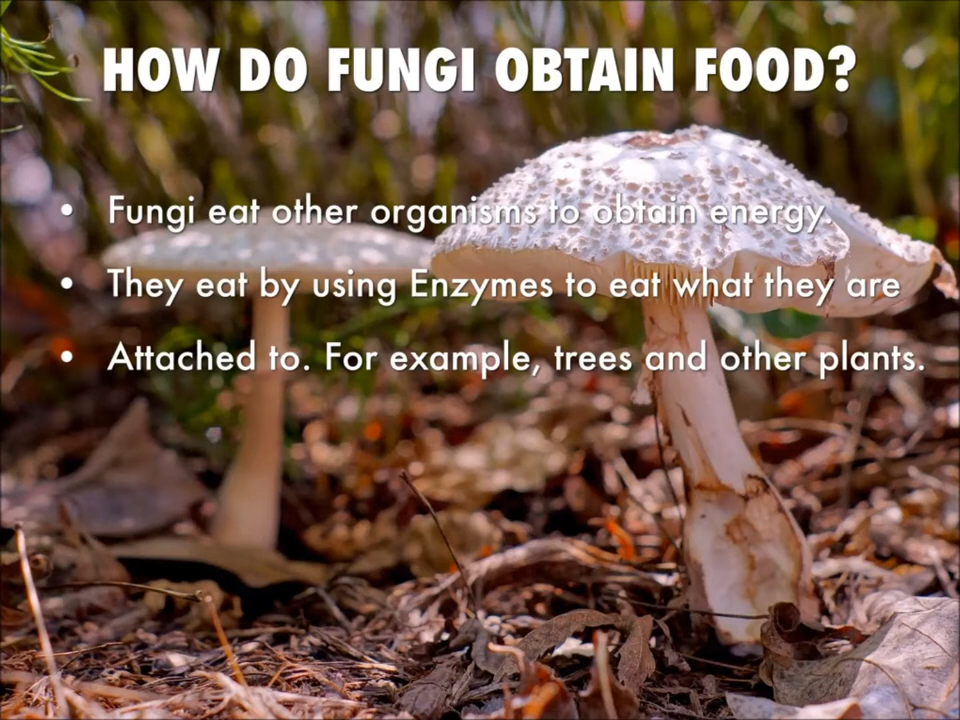 HOW DO FUNGI OBTAIN FOOD?
• Fungi eat other organisms to obtain energy.
• They eat by using Enzymes to eat what they are
• Attached to. For example, trees and other plants.